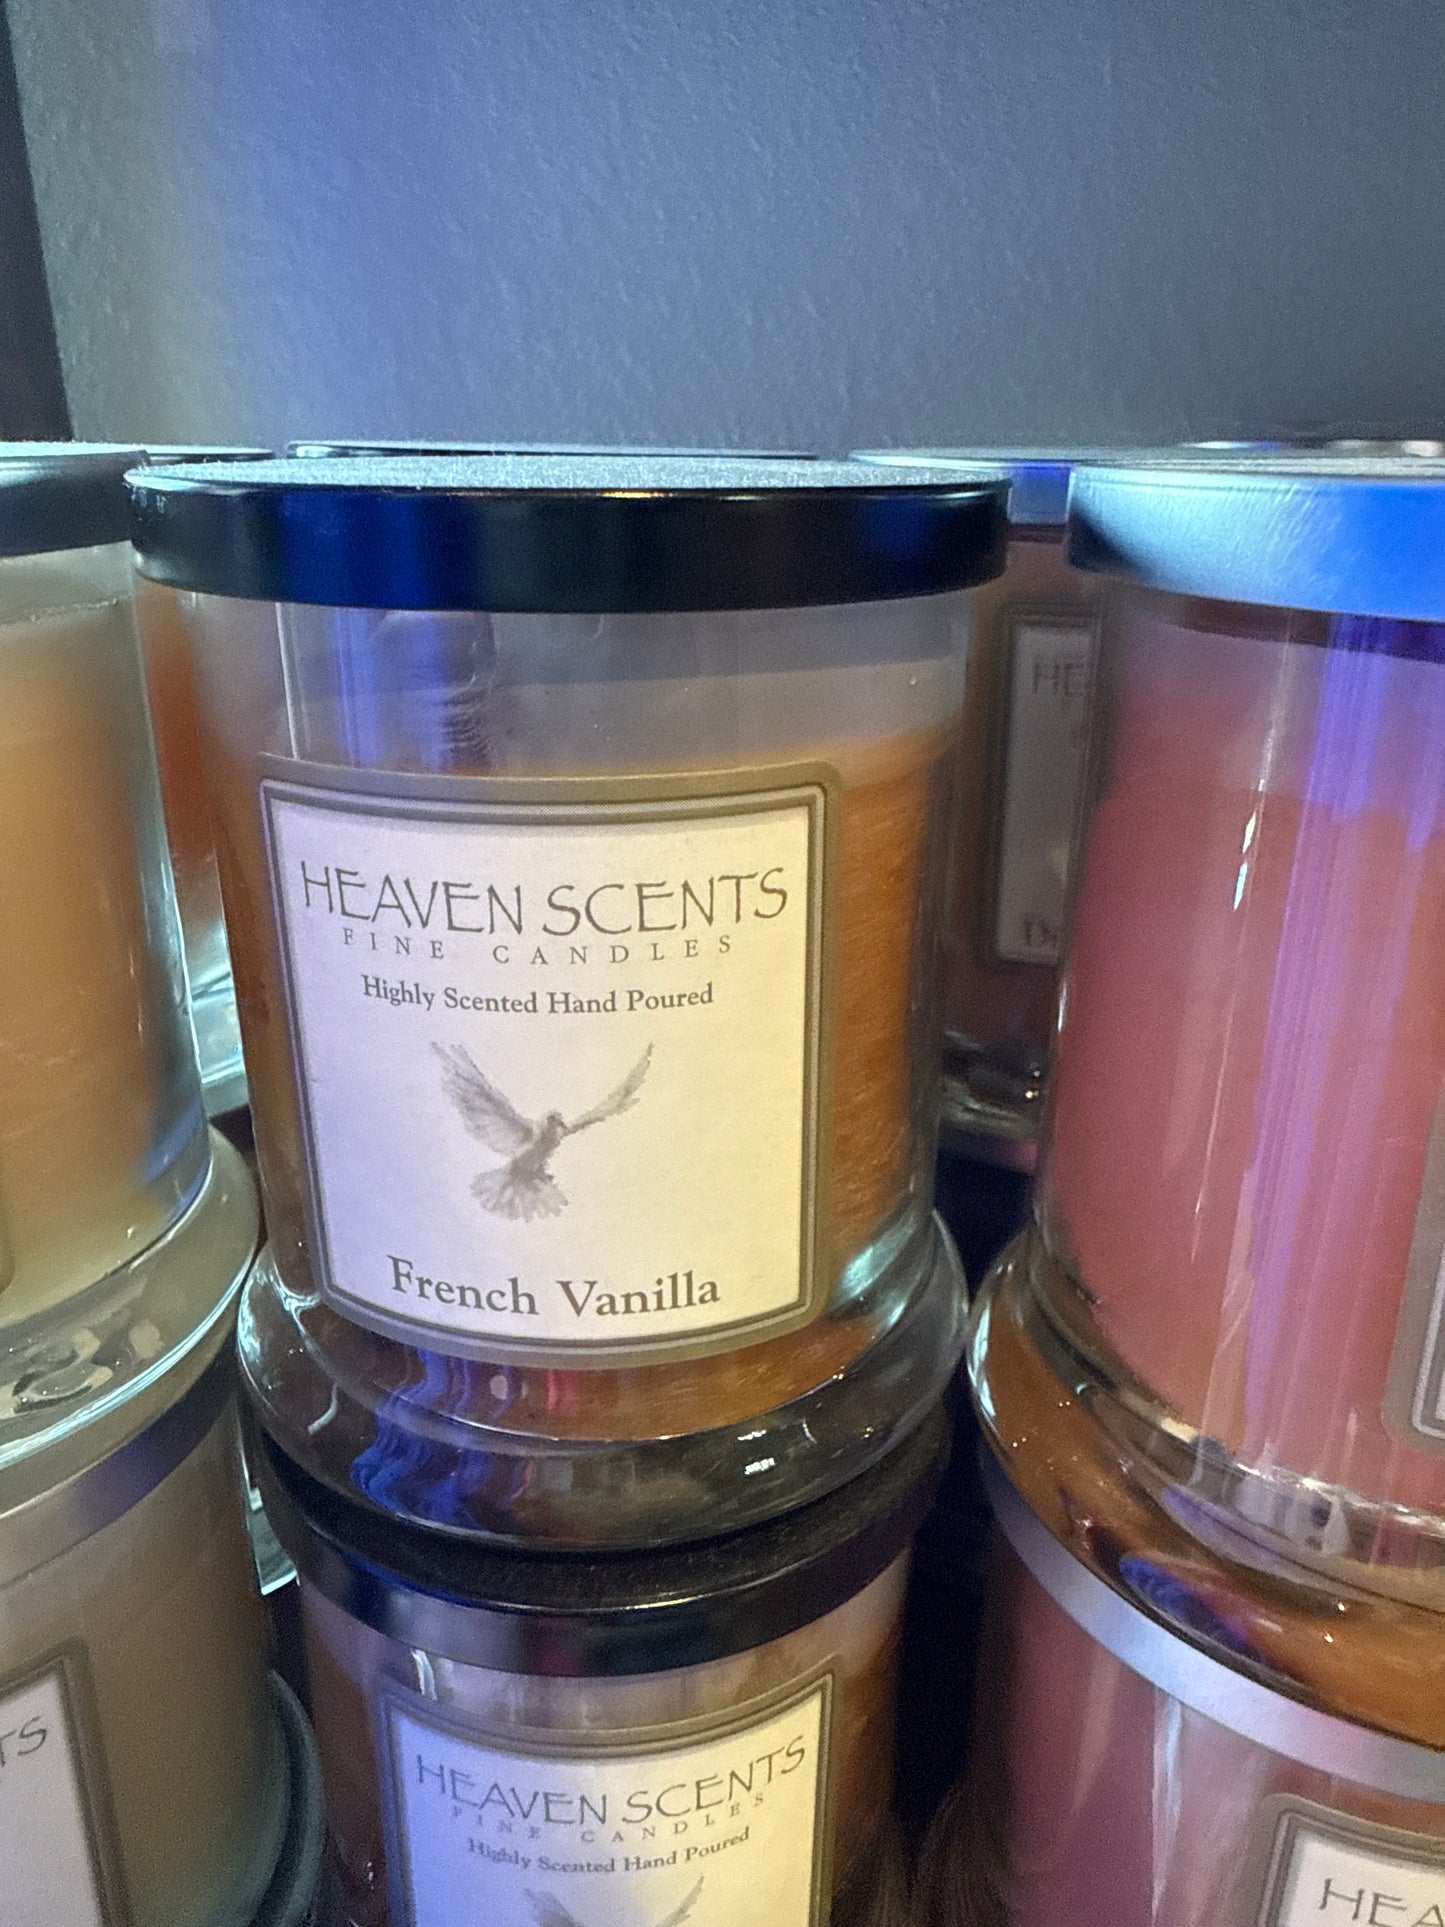 HEAVEN SCENTS
FINE CANDLES
Highly Scented Hand Poured
French Vanilla
HEAVEN SCENTS
FINE CANDLES
Highly Scented Hand Poured